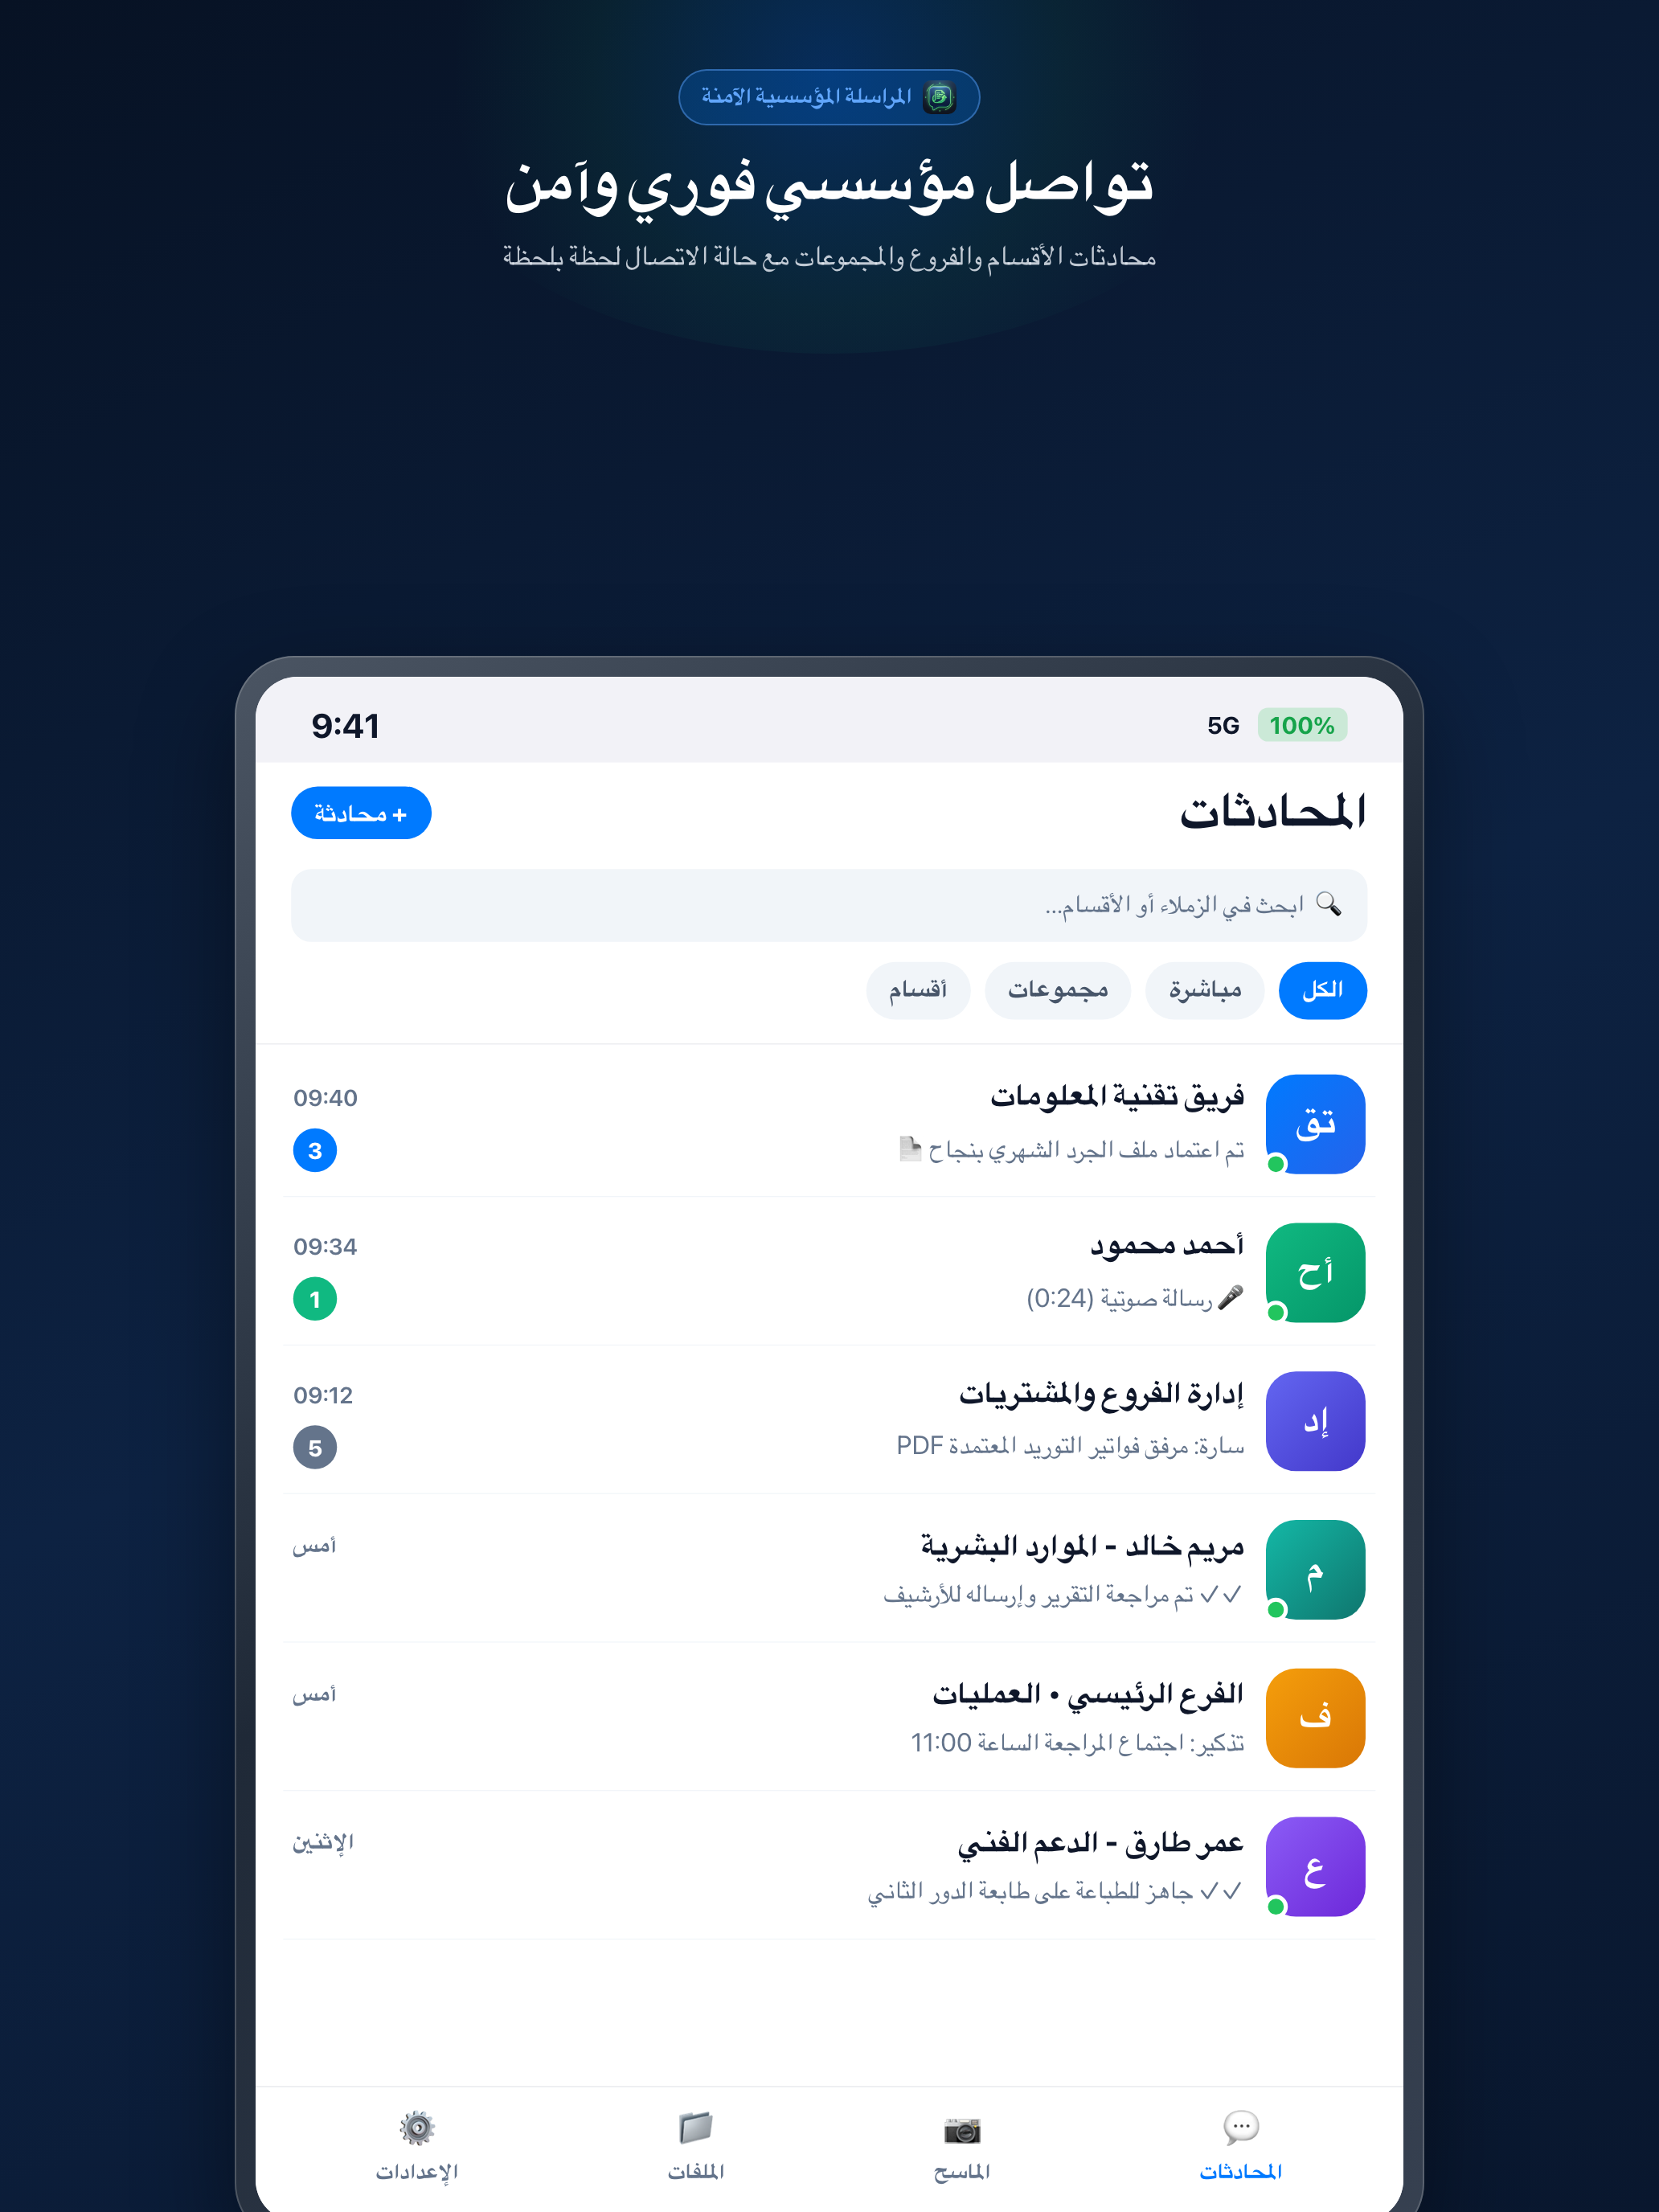 المراسلة المؤسسية الآمنة
تواصل مؤسسي فوري وآمن
محادثات الأقسام والفروع والمجموعات مع حالة الاتصال لحظة بلحظة
9:41
5G 100%
المحادثات
+ محادثة
ابحث في الزملاء أو الأقسام...
الكل
مباشرة
مجموعات
أقسام
تق
فريق تقنية المعلومات
09:40
تم اعتماد ملف الجرد الشهري بنجاح
3
أح
أحمد محمود
09:34
رسالة صوتية (0:24)
1
إد
إدارة الفروع والمشتريات
09:12
سارة: مرفق فواتير التوريد المعتمدة PDF
5
م
مريم خالد - الموارد البشرية
أمس
✓✓ تم مراجعة التقرير وإرساله للأرشيف
ف
الفرع الرئيسي • العمليات
أمس
تذكير: اجتماع المراجعة الساعة 11:00
ع
عمر طارق - الدعم الفني
الإثنين
✓✓ جاهز للطباعة على طابعة الدور الثاني
المحادثات
الماسح
الملفات
الإعدادات